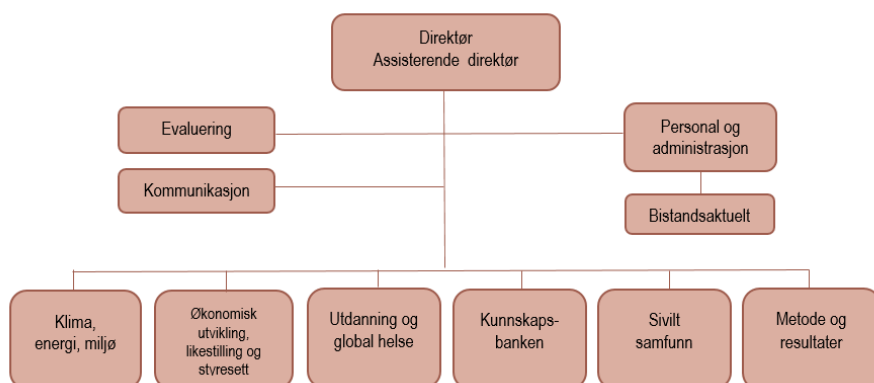 Direktør
Assisterende direktør
Evaluering
Personal og
administrasjon
Kommunikasjon
Bistandsaktuelt
Klima,
energi, miljø
Økonomisk
utvikling,
likestilling og
styresett
Utdanning og
global helse
Kunnskaps-
banken
Sivilt
samfunn
Metode og
resultater